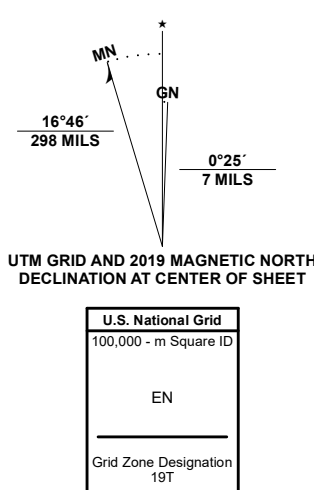 ★
MN
GN
16°46´
298 MILS
0°25´
7 MILS
UTM GRID AND 2019 MAGNETIC NORTH
DECLINATION AT CENTER OF SHEET
U.S. National Grid
100,000 - m Square ID
EN
Grid Zone Designation
19T